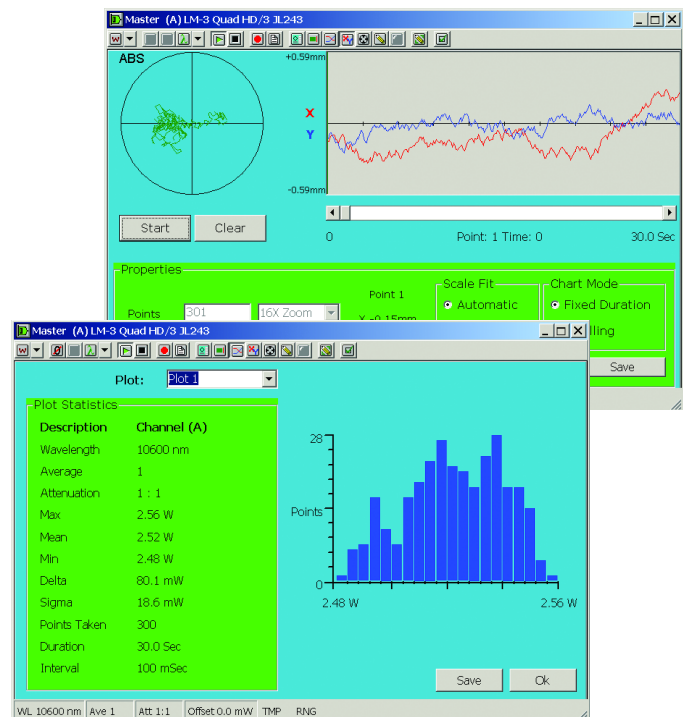 Master (A) LM-3 Quad HD/3 JL243
ABS
+0.59mm
X
Y
-0.59mm
Start Clear
0 Point: 1 Time: 0 30.0 Sec
Properties
Points 301 16X Zoom
Point 1
X -0.15mm
Scale Fit
Automatic
Chart Mode
Fixed Duration
Save
Master (A) LM-3 Quad HD/3 JL243
Plot: Plot 1
Plot Statistics
Description Channel (A)
Wavelength 10600 nm
Average 1
Attenuation 1 : 1
Max 2.56 W
Mean 2.52 W
Min 2.48 W
Delta 80.1 mW
Sigma 18.6 mW
Points Taken 300
Duration 30.0 Sec
Interval 100 mSec
28
Points
0
2.48 W 2.56 W
Save Ok
WL 10600 nm Ave 1 Att 1:1 Offset 0.0 mW TMP RNG